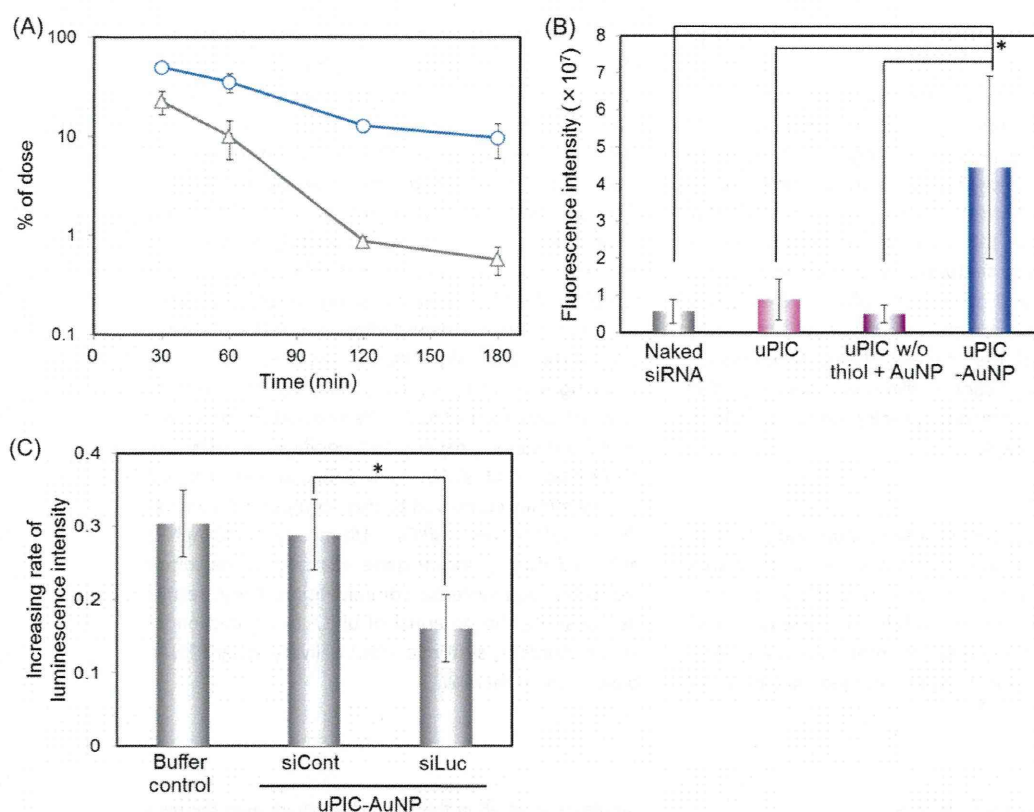 (A)
100
10
1
0.1
% of dose
0
30
60
90
120
150
180
Time (min)
(B)
8
7
6
5
4
3
2
1
0
Fluorescence intensity (×10⁷)
*
Naked
siRNA
uPIC
uPIC w/o
thiol + AuNP
uPIC
-AuNP
(C)
0.4
0.3
0.2
0.1
0
Increasing rate of
luminescence intensity
*
Buffer
control
siCont
siLuc
uPIC-AuNP